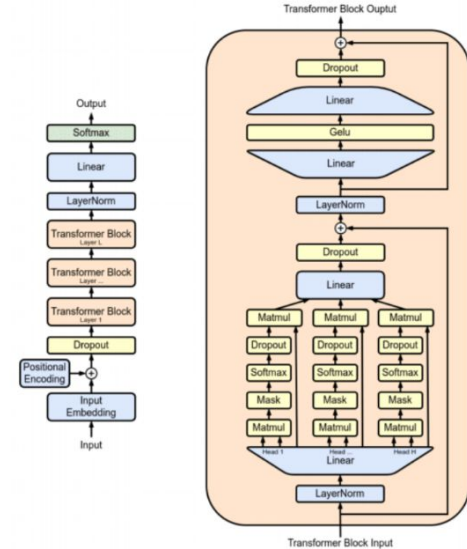 Output
Softmax
Linear
LayerNorm
Transformer Block
Layer L
Transformer Block
Layer ...
Transformer Block
Layer 1
Dropout
Positional
Encoding
+
Input
Embedding
Input
Transformer Block Ouptut
+
Dropout
Linear
Gelu
Linear
LayerNorm
+
Dropout
Linear
Matmul Matmul Matmul
Dropout Dropout Dropout
Softmax Softmax Softmax
Mask Mask Mask
Matmul Matmul Matmul
Head 1 Head ... Head H
Linear
LayerNorm
Transformer Block Input